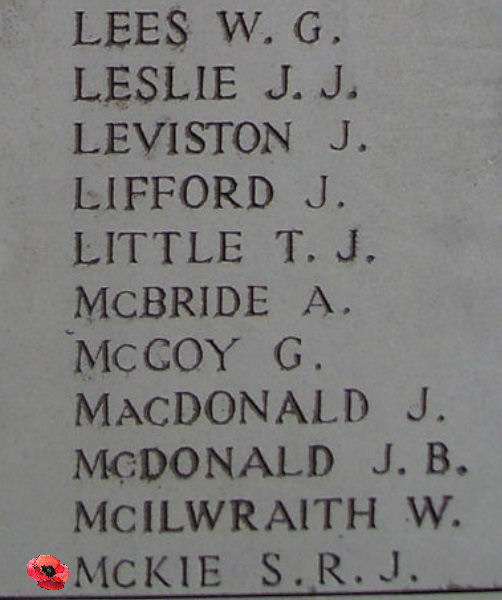 LEES W. G.
LESLIE J. J.
LEVISTON J.
LIFFORD J.
LITTLE T. J.
MCBRIDE A.
MCCOY G.
MACDONALD J.
MCDONALD J. B.
MCILWRAITH W.
MCKIE S. R. J.